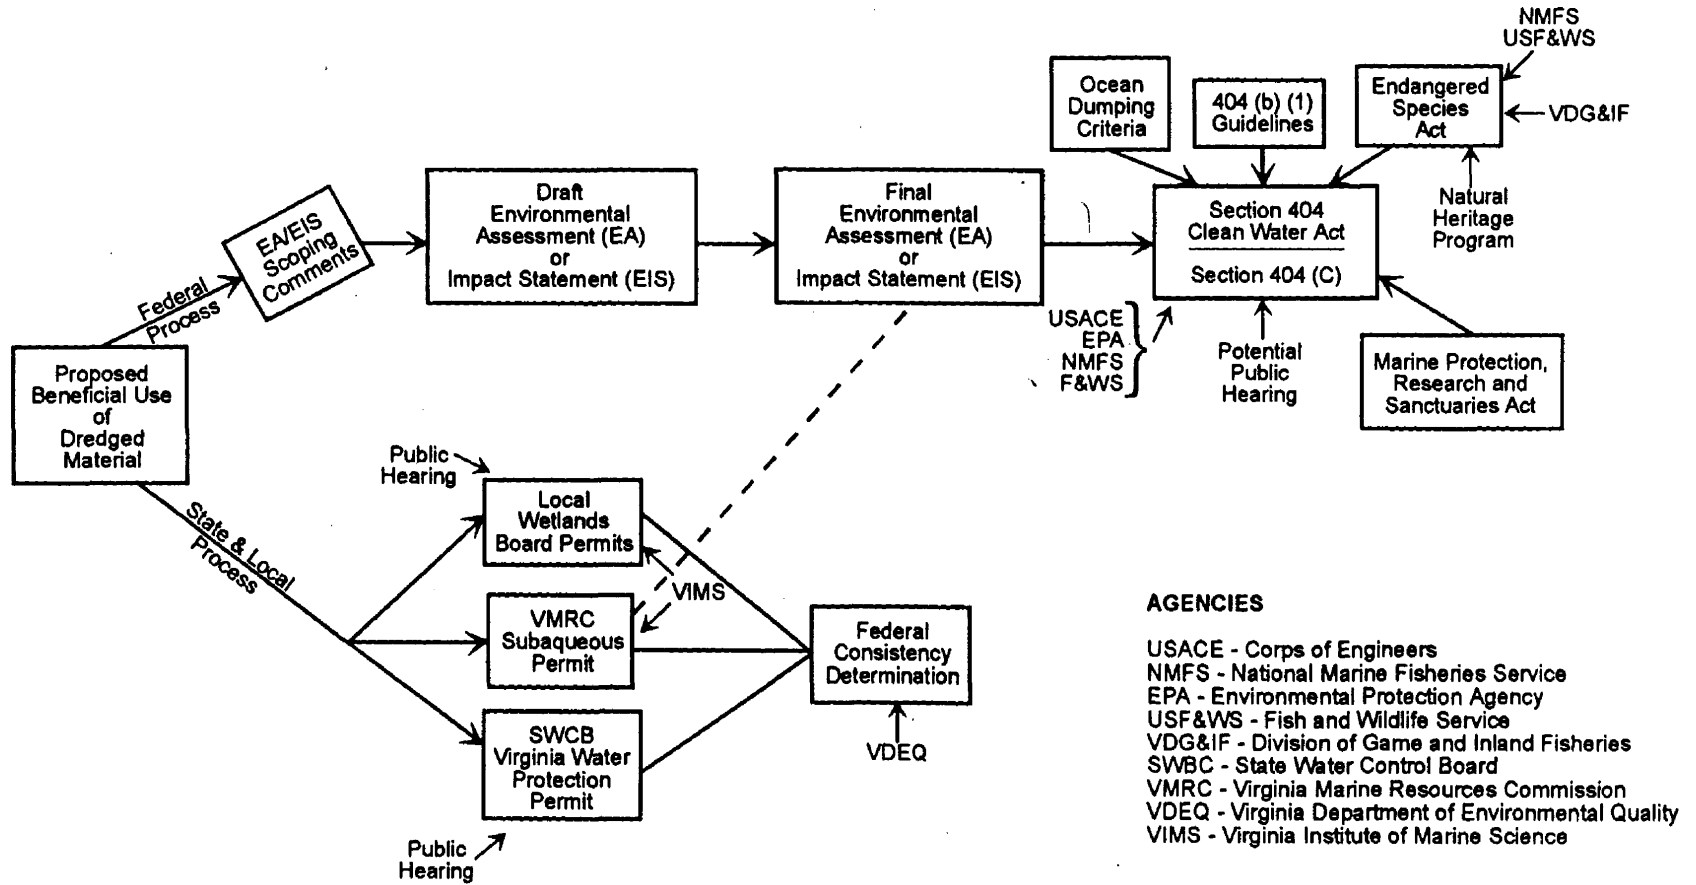 NMFS
USF&WS
Ocean
Dumping
Criteria
404 (b) (1)
Guidelines
Endangered
Species
Act
VDG&IF
Natural
Heritage
Program
EA/EIS
Scoping
Comments
Draft
Environmental
Assessment (EA)
or
Impact Statement (EIS)
Final
Environmental
Assessment (EA)
or
Impact Statement (EIS)
Section 404
Clean Water Act
Section 404 (C)
Federal
Process
USACE
EPA
NMFS
F&WS
Potential
Public
Hearing
Marine Protection,
Research and
Sanctuaries Act
Proposed
Beneficial Use
of
Dredged
Material
State & Local
Process
Public
Hearing
Local
Wetlands
Board Permits
VIMS
VMRC
Subaqueous
Permit
SWCB
Virginia Water
Protection
Permit
Public
Hearing
Federal
Consistency
Determination
VDEQ
AGENCIES
USACE - Corps of Engineers
NMFS - National Marine Fisheries Service
EPA - Environmental Protection Agency
USF&WS - Fish and Wildlife Service
VDG&IF - Division of Game and Inland Fisheries
SWBC - State Water Control Board
VMRC - Virginia Marine Resources Commission
VDEQ - Virginia Department of Environmental Quality
VIMS - Virginia Institute of Marine Science